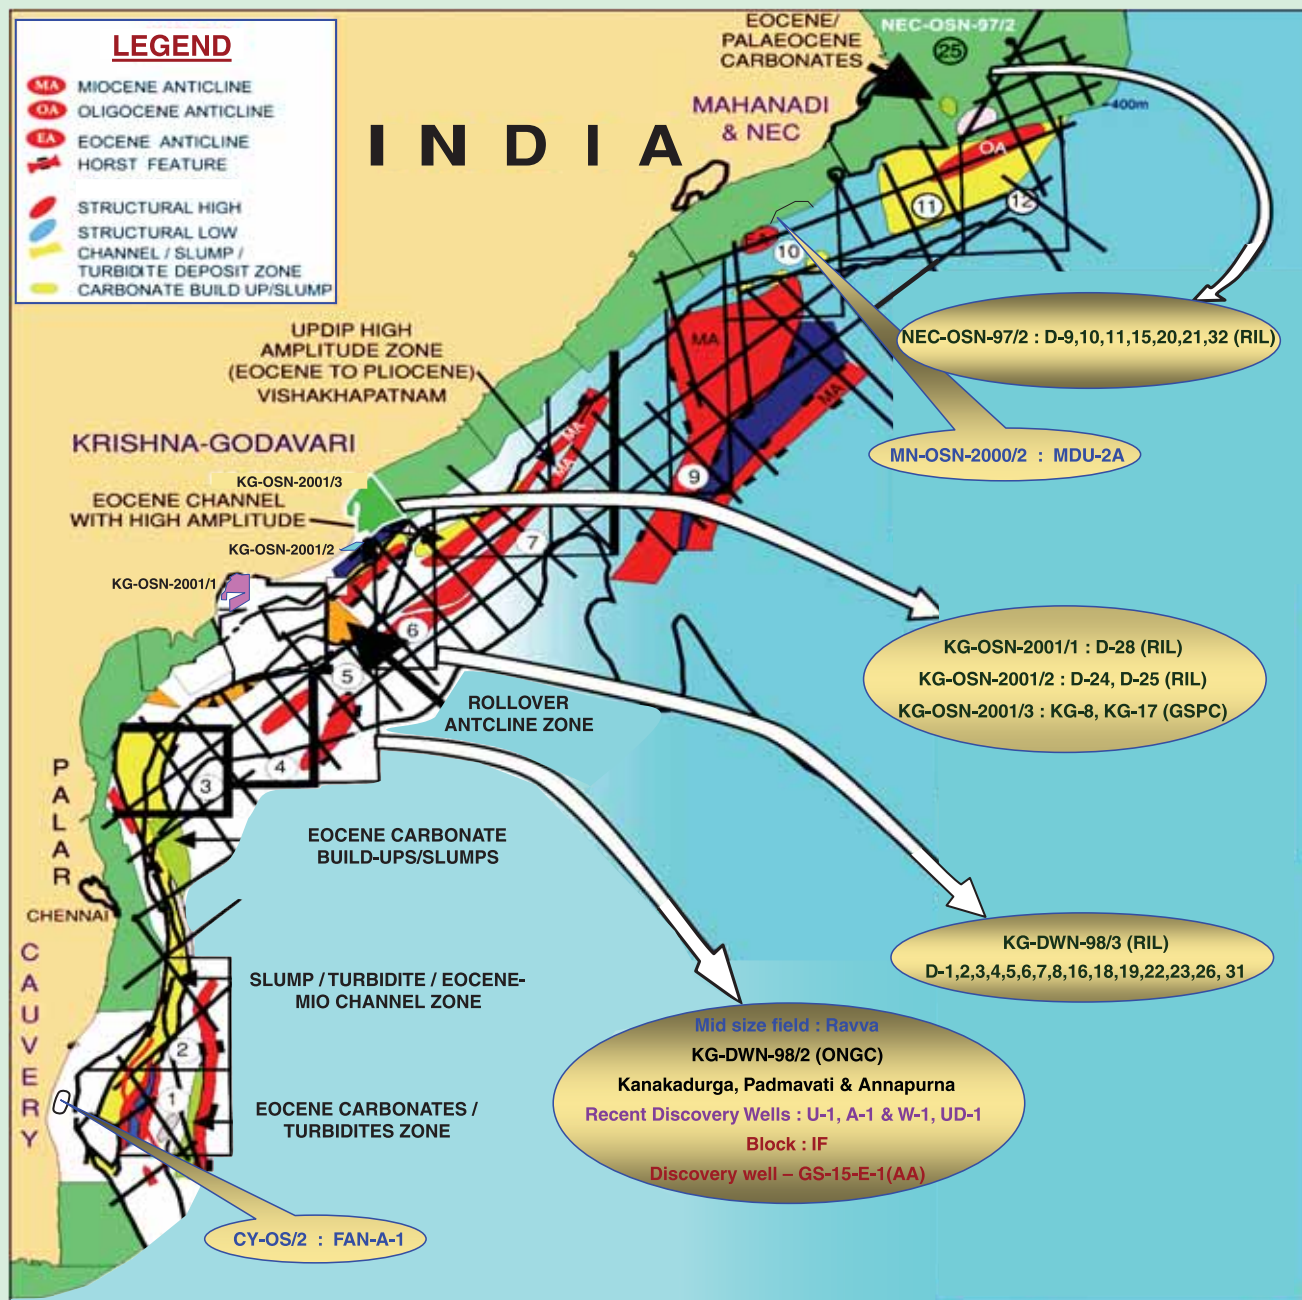 LEGEND
MA MIOCENE ANTICLINE
OA OLIGOCENE ANTICLINE
EA EOCENE ANTICLINE
HORST FEATURE
STRUCTURAL HIGH
STRUCTURAL LOW
CHANNEL / SLUMP /
TURBIDITE DEPOSIT ZONE
CARBONATE BUILD UP/SLUMP
INDIA
EOCENE/
PALAEOCENE
CARBONATES
NEC-OSN-97/2
25
MAHANADI
& NEC
400m
OA
11
12
10
NEC-OSN-97/2 : D-9,10,11,15,20,21,32 (RIL)
MN-OSN-2000/2 : MDU-2A
MA
MA
9
UPDIP HIGH
AMPLITUDE ZONE
(EOCENE TO PLIOCENE)
VISHAKHAPATNAM
MA
MA
KRISHNA-GODAVARI
KG-OSN-2001/3
EOCENE CHANNEL
WITH HIGH AMPLITUDE
KG-OSN-2001/2
KG-OSN-2001/1
7
6
5
4
3
KG-OSN-2001/1 : D-28 (RIL)
KG-OSN-2001/2 : D-24, D-25 (RIL)
KG-OSN-2001/3 : KG-8, KG-17 (GSPC)
ROLLOVER
ANTCLINE ZONE
PALAR
EOCENE CARBONATE
BUILD-UPS/SLUMPS
CHENNAI
KG-DWN-98/3 (RIL)
D-1,2,3,4,5,6,7,8,16,18,19,22,23,26, 31
CAUVERY
SLUMP / TURBIDITE / EOCENE-
MIO CHANNEL ZONE
2
1
EOCENE CARBONATES /
TURBIDITES ZONE
Mid size field : Ravva
KG-DWN-98/2 (ONGC)
Kanakadurga, Padmavati & Annapurna
Recent Discovery Wells : U-1, A-1 & W-1, UD-1
Block : IF
Discovery well – GS-15-E-1(AA)
CY-OS/2 : FAN-A-1